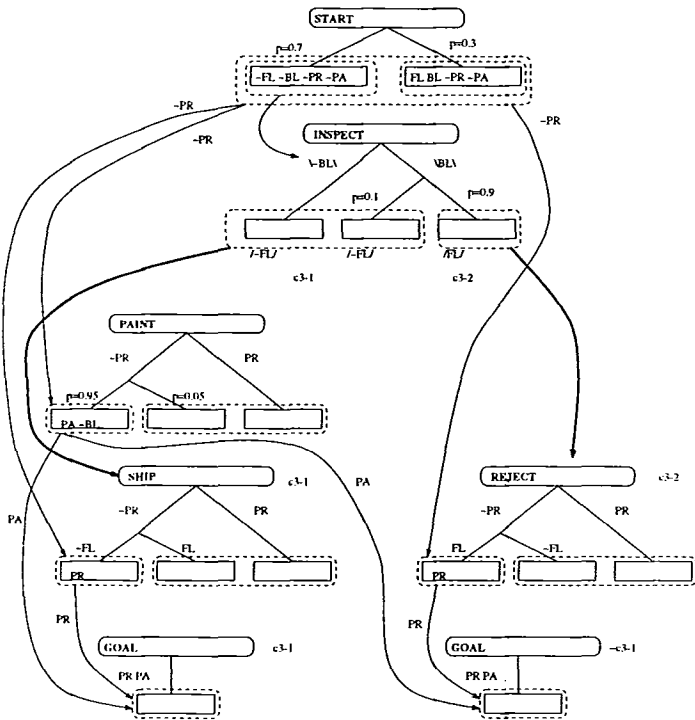 START
p=0.7 p=0.3
~FL ~BL ~PR ~PA FL BL ~PR ~PA
~PR ~PR
~PR
INSPECT
\~BL\ \BL\
p=0.1 p=0.9
/~FL/ /~FL/ /FL/
c3-1 c3-2
PAINT
~PR PR
p=0.95 p=0.05
PA ~BL
SHIP c3-1 REJECT c3-2
PA ~PR PR PA ~PR PR
~FL FL FL ~FL
PR PR
PR PR
GOAL c3-1 GOAL ~c3-1
PR PA PR PA